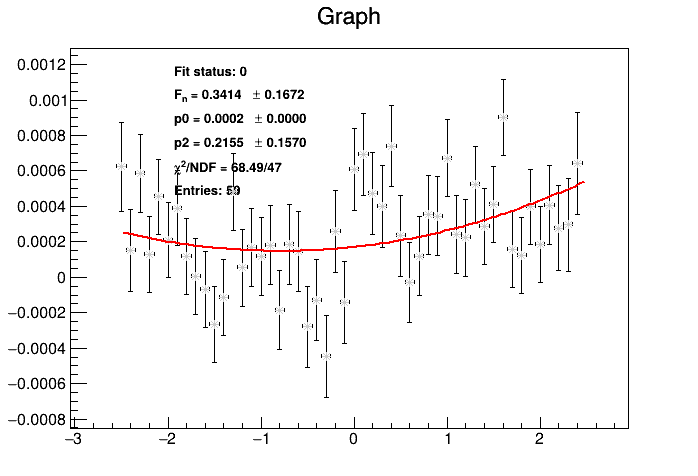 Graph
Fit status: 0
Fn = 0.3414 ± 0.1672
p0 = 0.0002 ± 0.0000
p2 = 0.2155 ± 0.1570
χ²/NDF = 68.49/47
Entries: 59
0.0012
0.001
0.0008
0.0006
0.0004
0.0002
0
−0.0002
−0.0004
−0.0006
−0.0008
−3 −2 −1 0 1 2